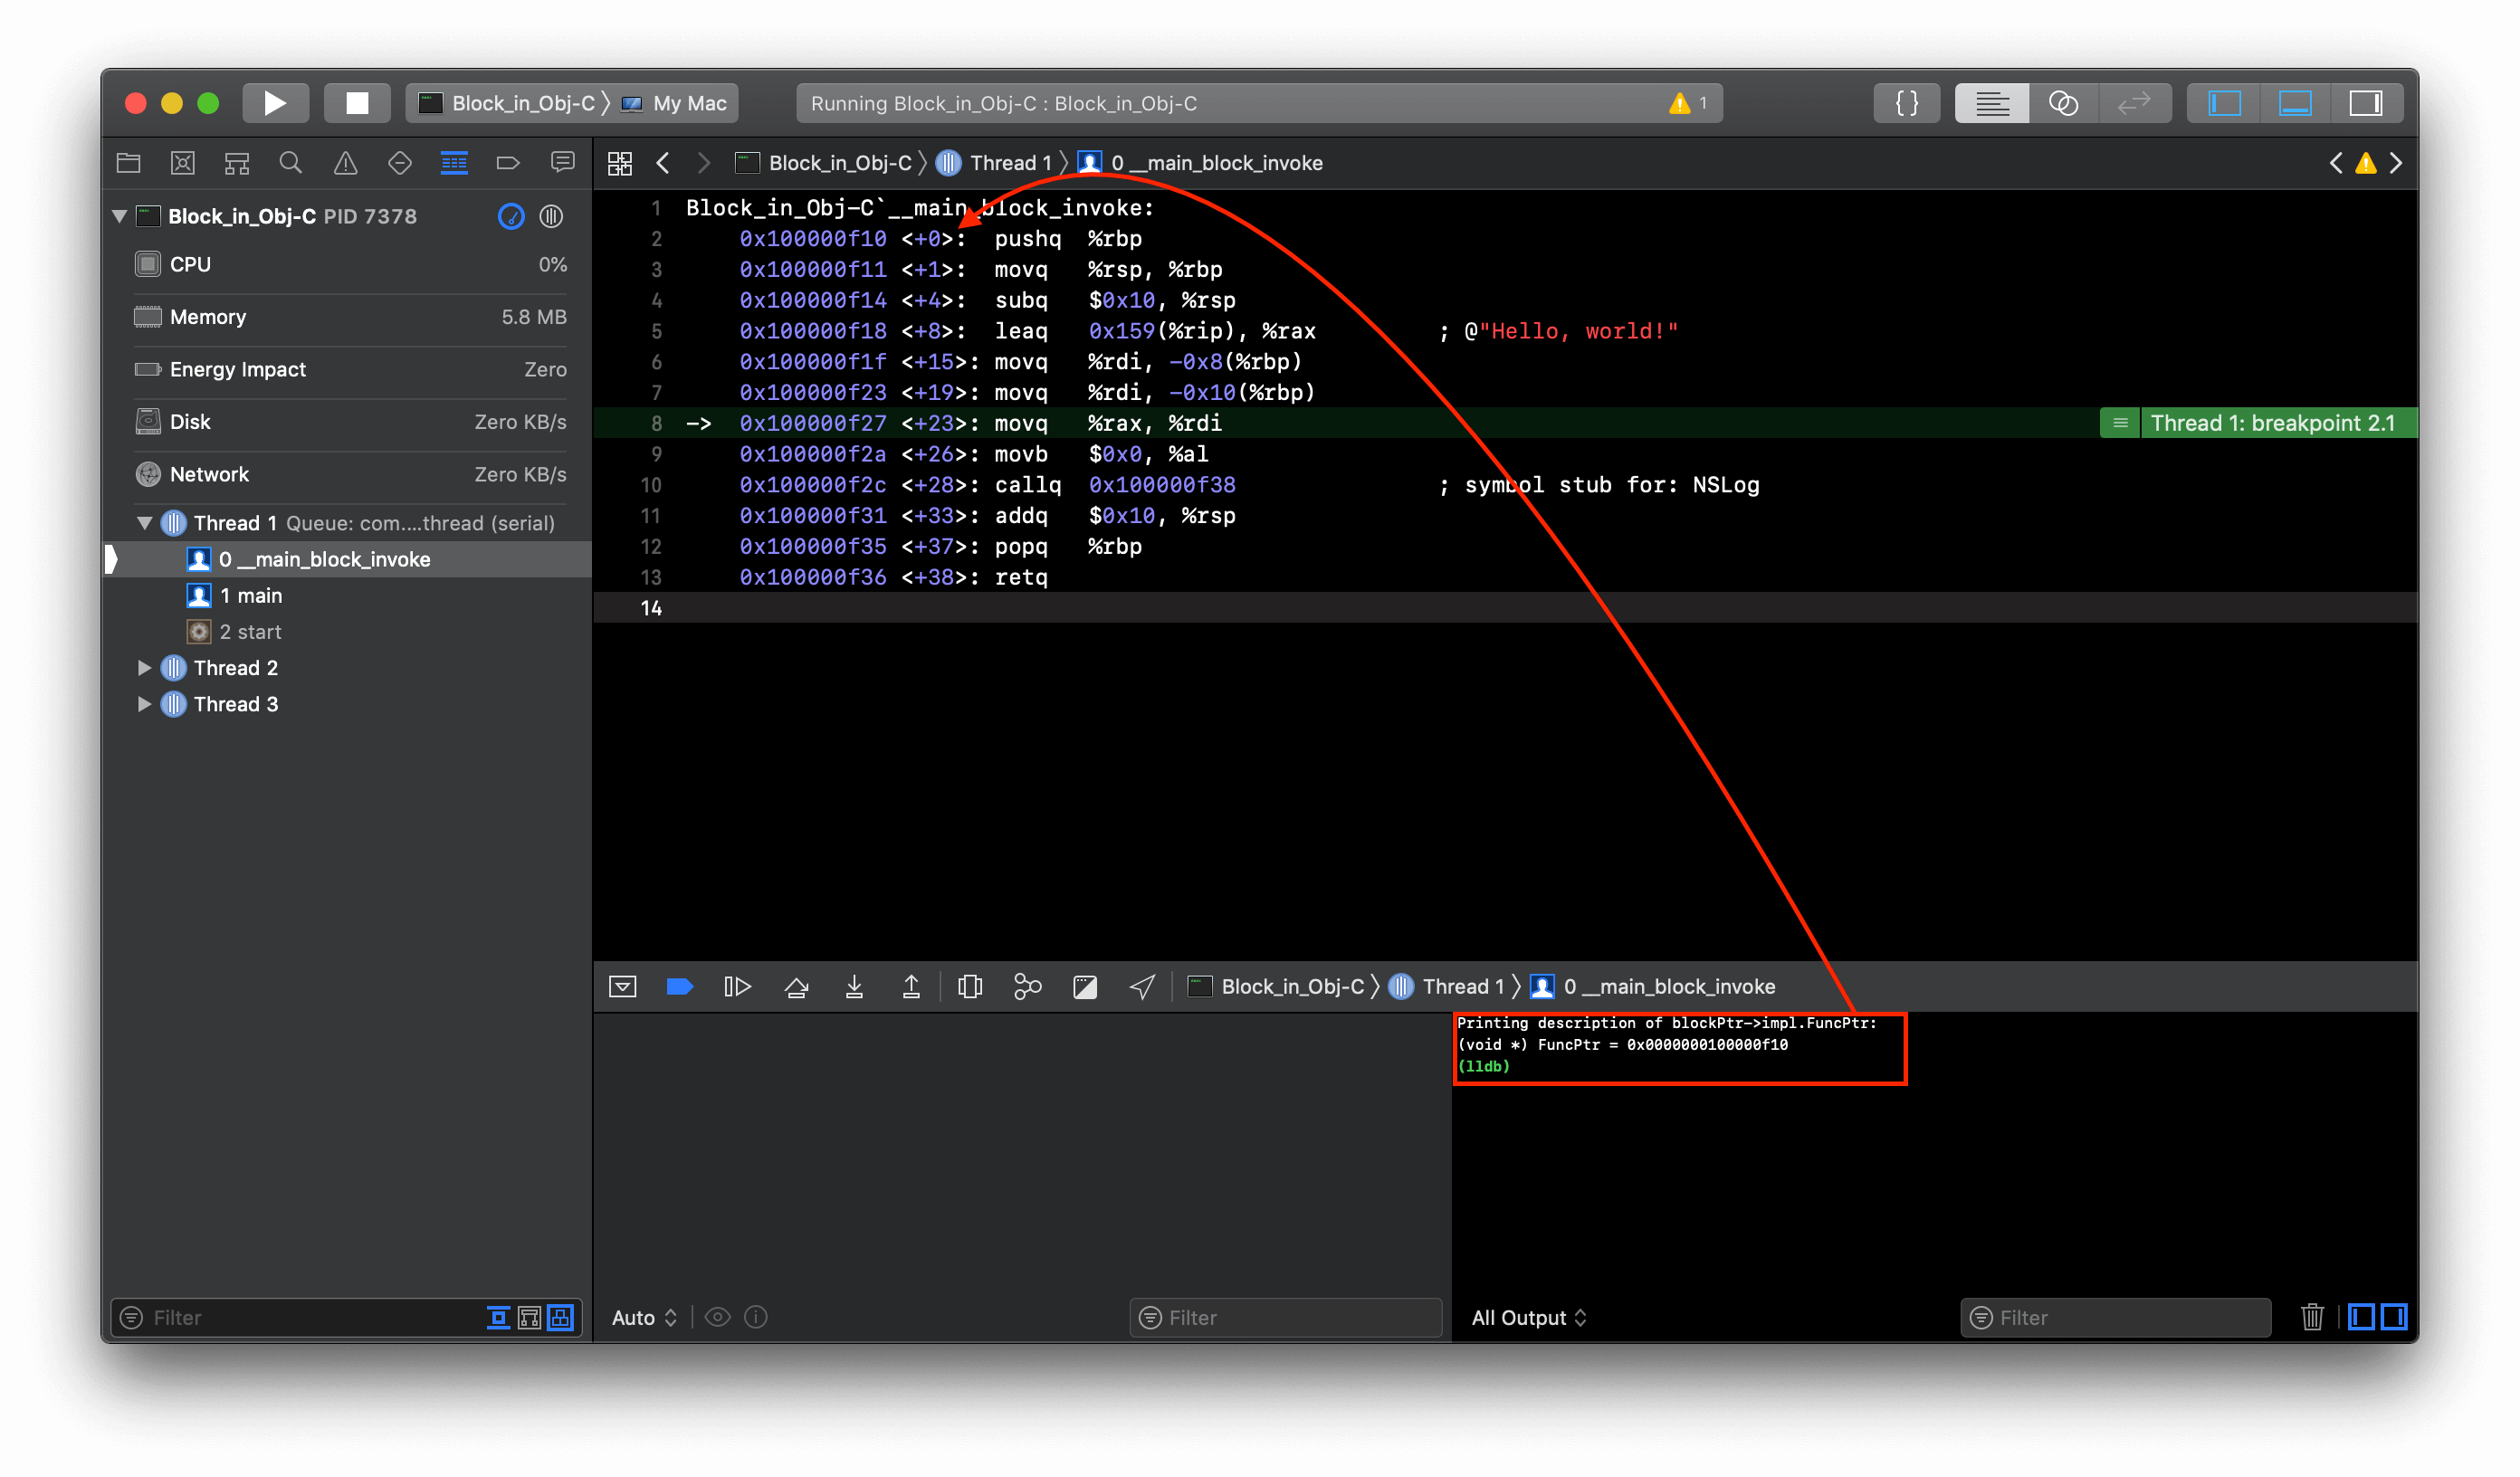 Block_in_Obj-C 〉 My Mac
Running Block_in_Obj-C : Block_in_Obj-C
1
{ }
Block_in_Obj-C 〉 Thread 1 〉 0 __main_block_invoke
Block_in_Obj-C PID 7378
CPU 0%
Memory 5.8 MB
Energy Impact Zero
Disk Zero KB/s
Network Zero KB/s
Thread 1 Queue: com....thread (serial)
0 __main_block_invoke
1 main
2 start
Thread 2
Thread 3
Filter
1 Block_in_Obj-C`__main_block_invoke:
2 0x100000f10 <+0>: pushq %rbp
3 0x100000f11 <+1>: movq %rsp, %rbp
4 0x100000f14 <+4>: subq $0x10, %rsp
5 0x100000f18 <+8>: leaq 0x159(%rip), %rax ; @"Hello, world!"
6 0x100000f1f <+15>: movq %rdi, -0x8(%rbp)
7 0x100000f23 <+19>: movq %rdi, -0x10(%rbp)
8 -> 0x100000f27 <+23>: movq %rax, %rdi Thread 1: breakpoint 2.1
9 0x100000f2a <+26>: movb $0x0, %al
10 0x100000f2c <+28>: callq 0x100000f38 ; symbol stub for: NSLog
11 0x100000f31 <+33>: addq $0x10, %rsp
12 0x100000f35 <+37>: popq %rbp
13 0x100000f36 <+38>: retq
14
Block_in_Obj-C 〉 Thread 1 〉 0 __main_block_invoke
Printing description of blockPtr->impl.FuncPtr:
(void *) FuncPtr = 0x0000000100000f10
(lldb)
Auto
Filter
All Output
Filter